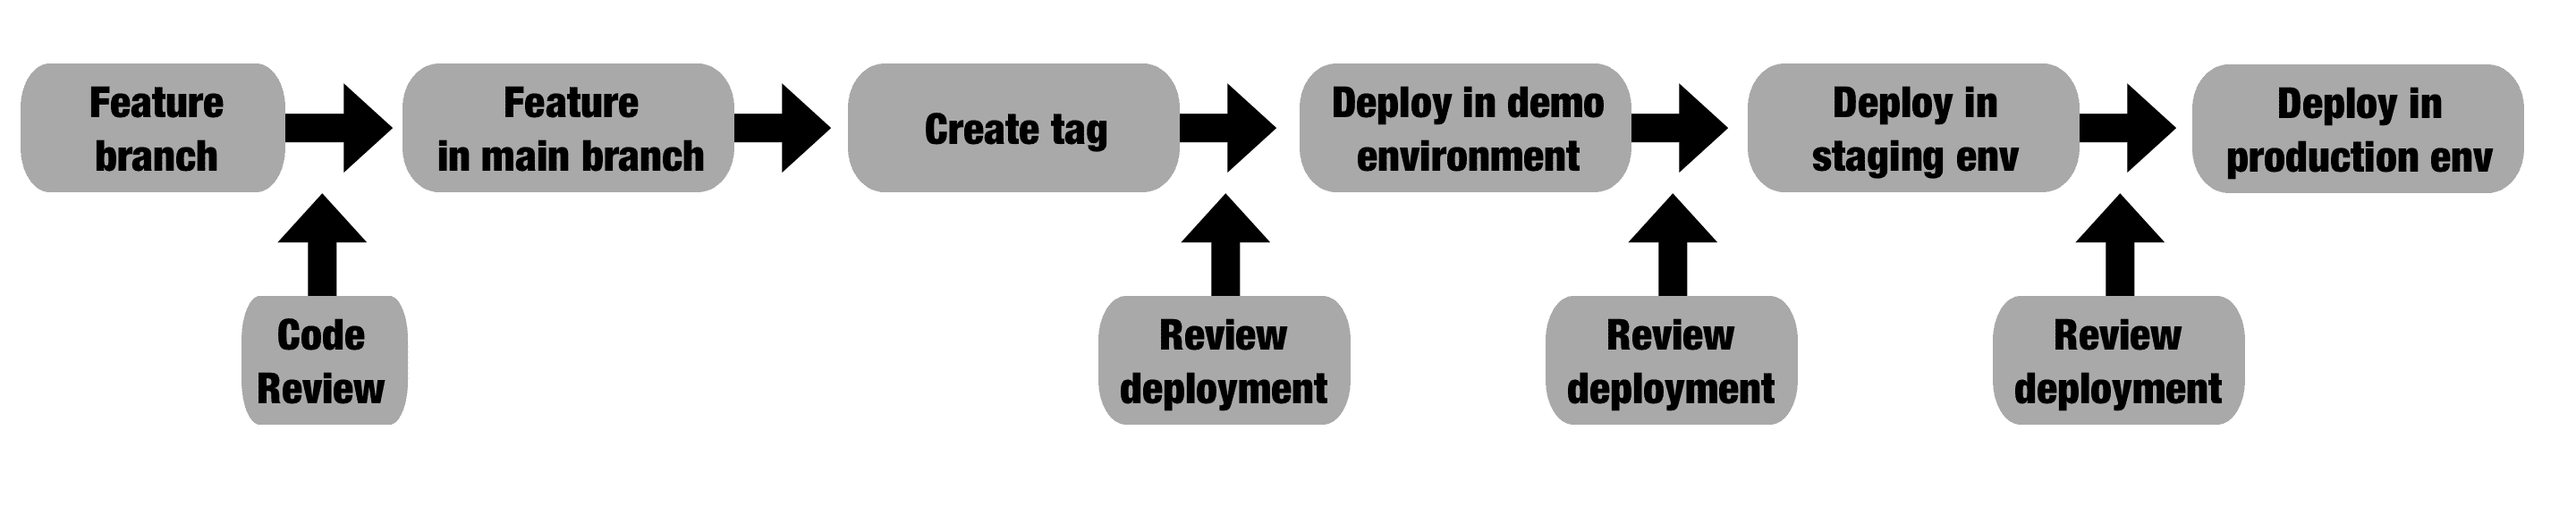 Feature
branch
Feature
in main branch
Create tag
Deploy in demo
environment
Deploy in
staging env
Deploy in
production env
Code
Review
Review
deployment
Review
deployment
Review
deployment